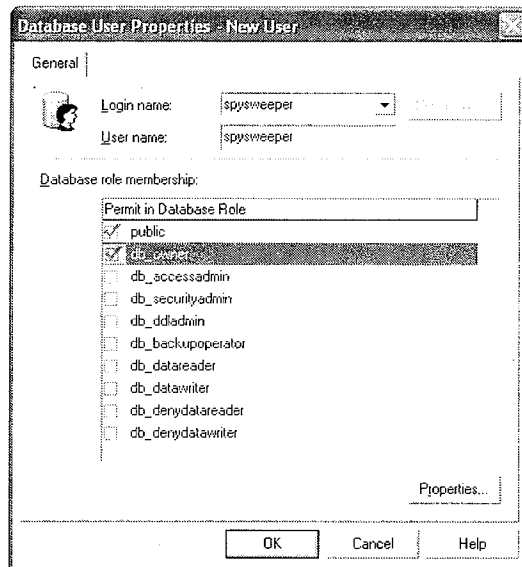 Database User Properties - New User
General
Login name: spysweeper
User name: spysweeper
Database role membership:
Permit in Database Role
public
db_owner
db_accessadmin
db_securityadmin
db_ddladmin
db_backupoperator
db_datareader
db_datawriter
db_denydatareader
db_denydatawriter
Properties...
OK Cancel Help